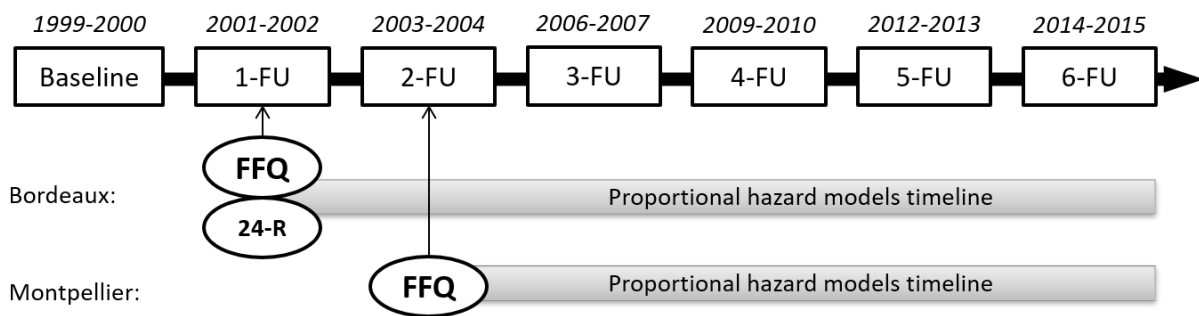 1999-2000 2001-2002 2003-2004 2006-2007 2009-2010 2012-2013 2014-2015
Baseline 1-FU 2-FU 3-FU 4-FU 5-FU 6-FU
FFQ
Bordeaux: Proportional hazard models timeline
24-R
Montpellier: FFQ Proportional hazard models timeline